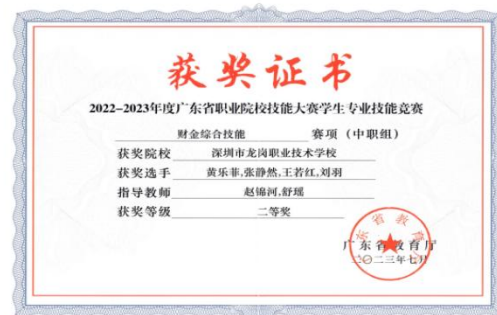 获奖证书
2022-2023年度广东省职业院校技能大赛学生专业技能竞赛
财金综合技能 赛项（中职组）
获奖院校 深圳市龙岗职业技术学校
获奖选手 黄乐菲,张静然,王若红,刘羽
指导教师 赵锦河,舒瑶
获奖等级 二等奖
广东省教育厅
二〇二三年七月